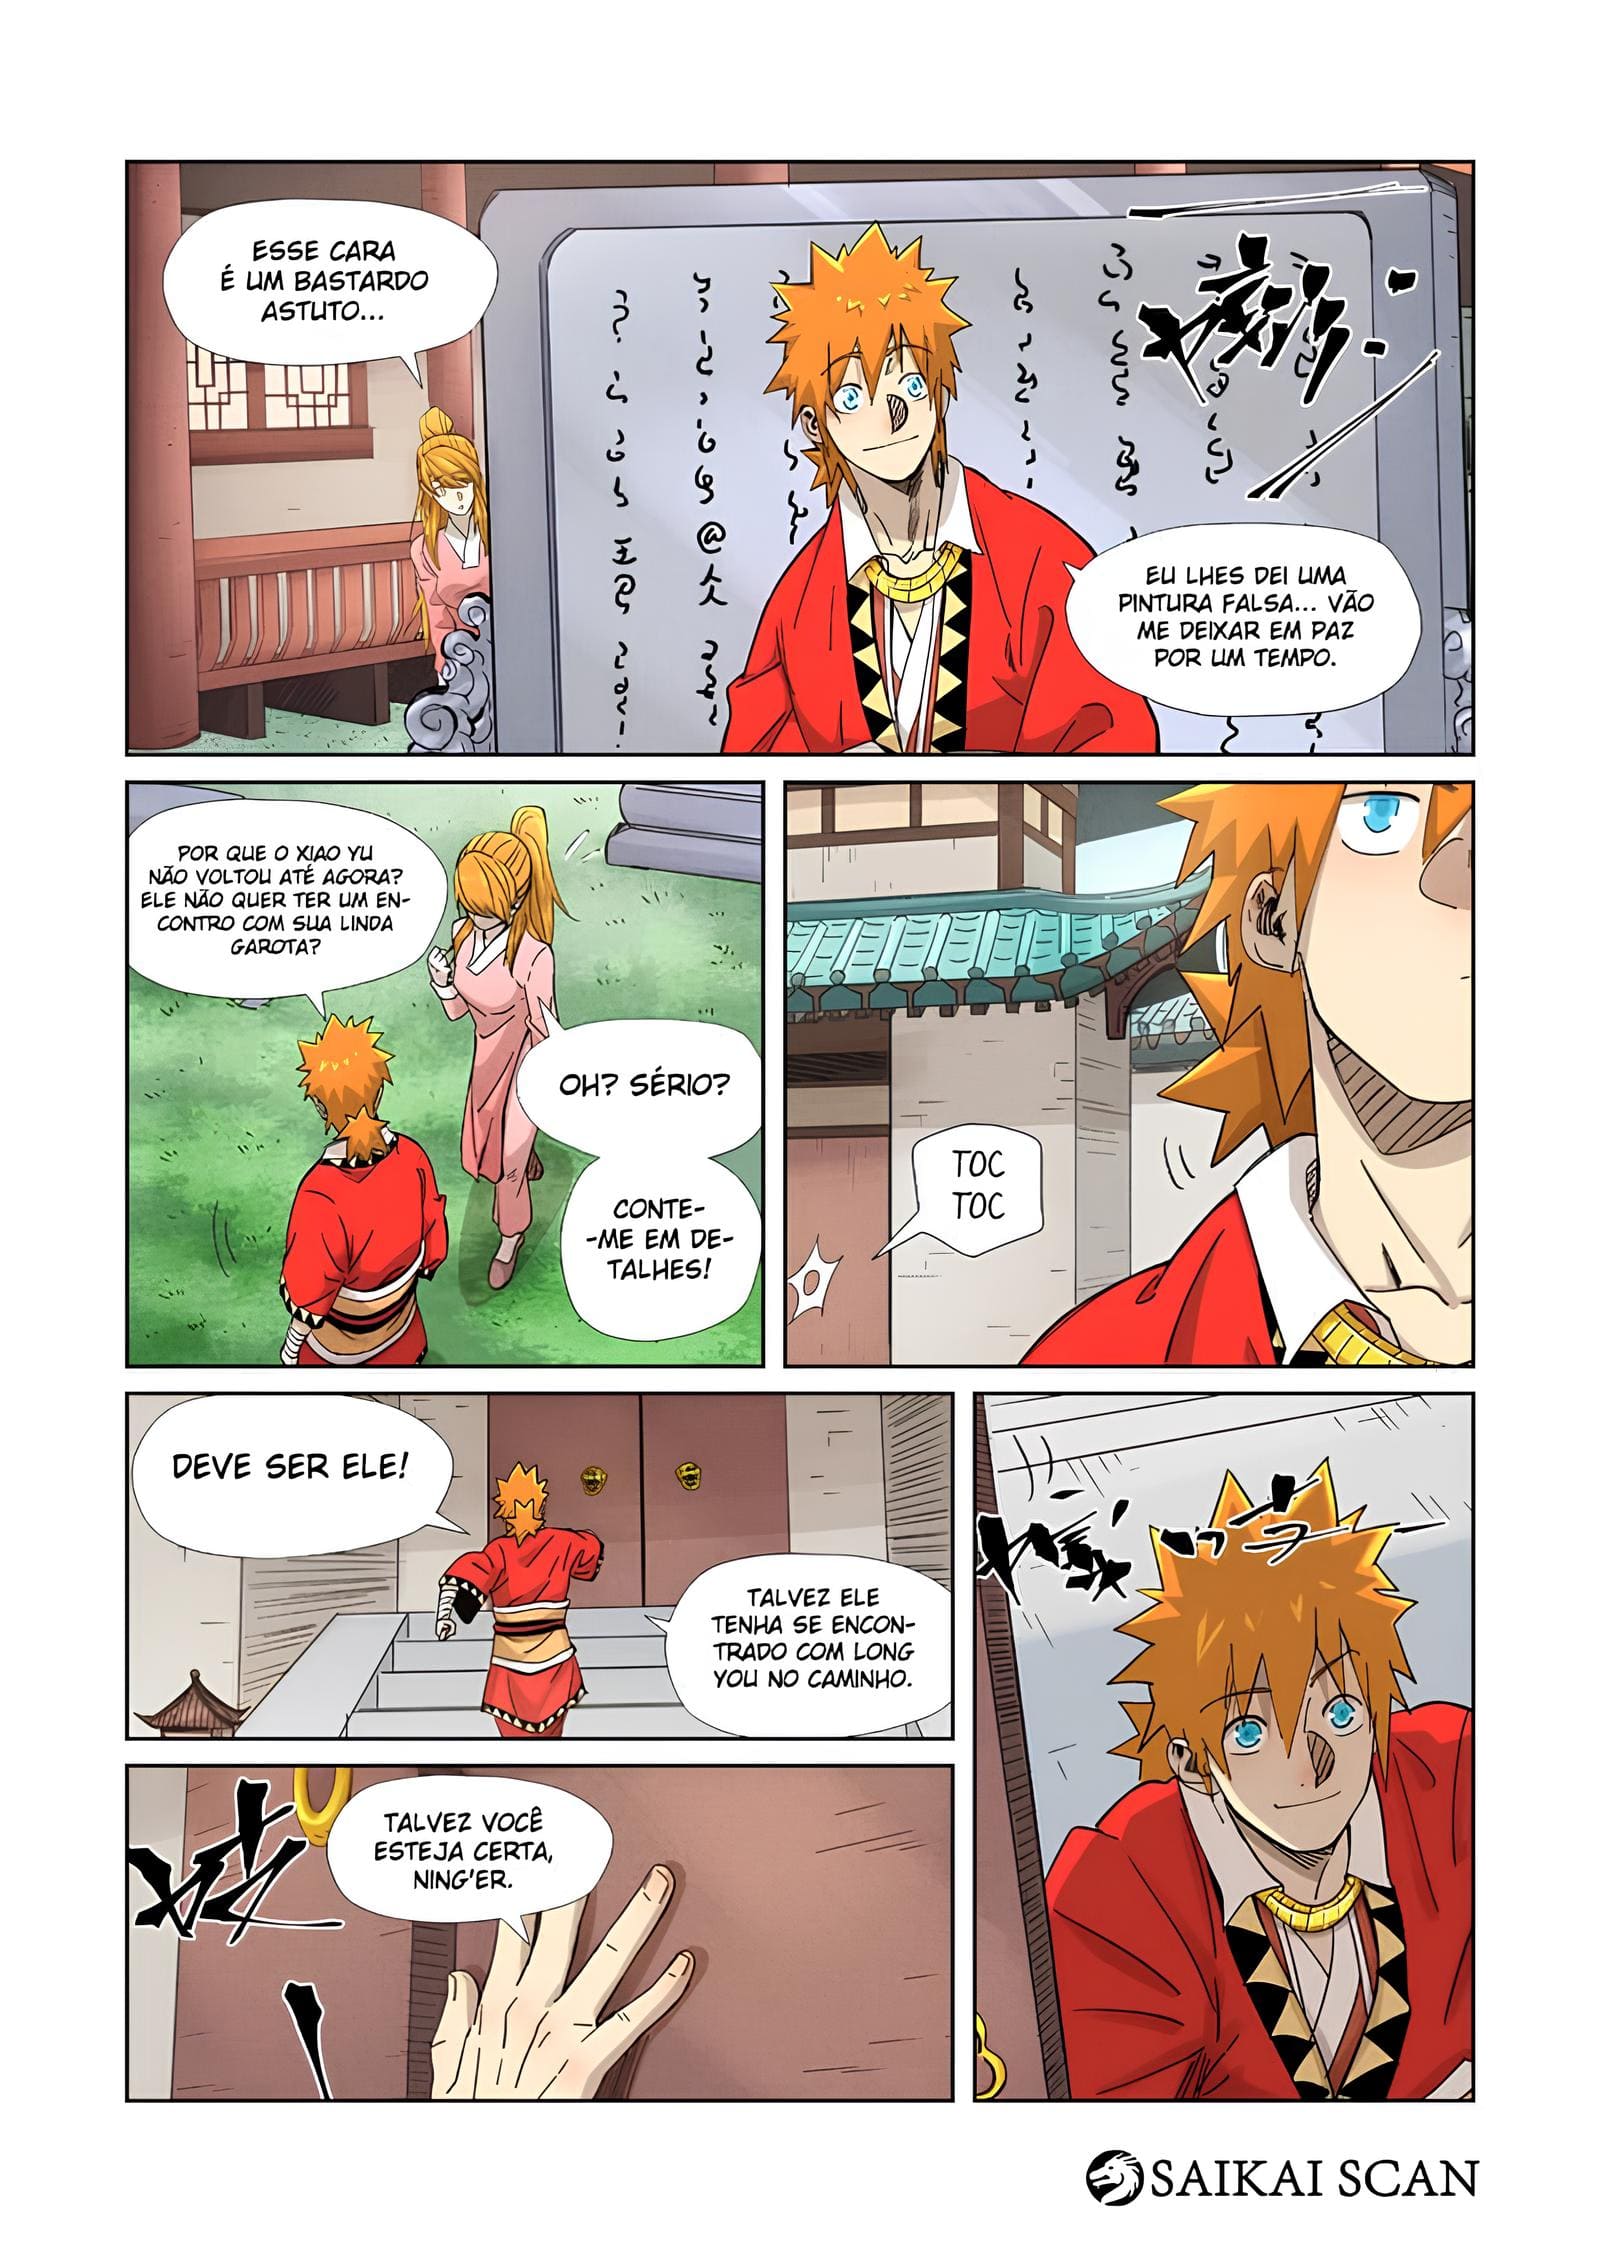 ESSE CARA
É UM BASTARDO
ASTUTO...
EU LHES DEI UMA
PINTURA FALSA... VÃO
ME DEIXAR EM PAZ
POR UM TEMPO.
POR QUE O XIAO YU
NÃO VOLTOU ATÉ AGORA?
ELE NÃO QUER TER UM EN-
CONTRO COM SUA LINDA
GAROTA?
OH? SÉRIO?
CONTE-
-ME EM DE-
TALHES!
TOC
TOC
DEVE SER ELE!
TALVEZ ELE
TENHA SE ENCON-
TRADO COM LONG
YOU NO CAMINHO.
TALVEZ VOCÊ
ESTEJA CERTA,
NING'ER.
SAIKAI SCAN